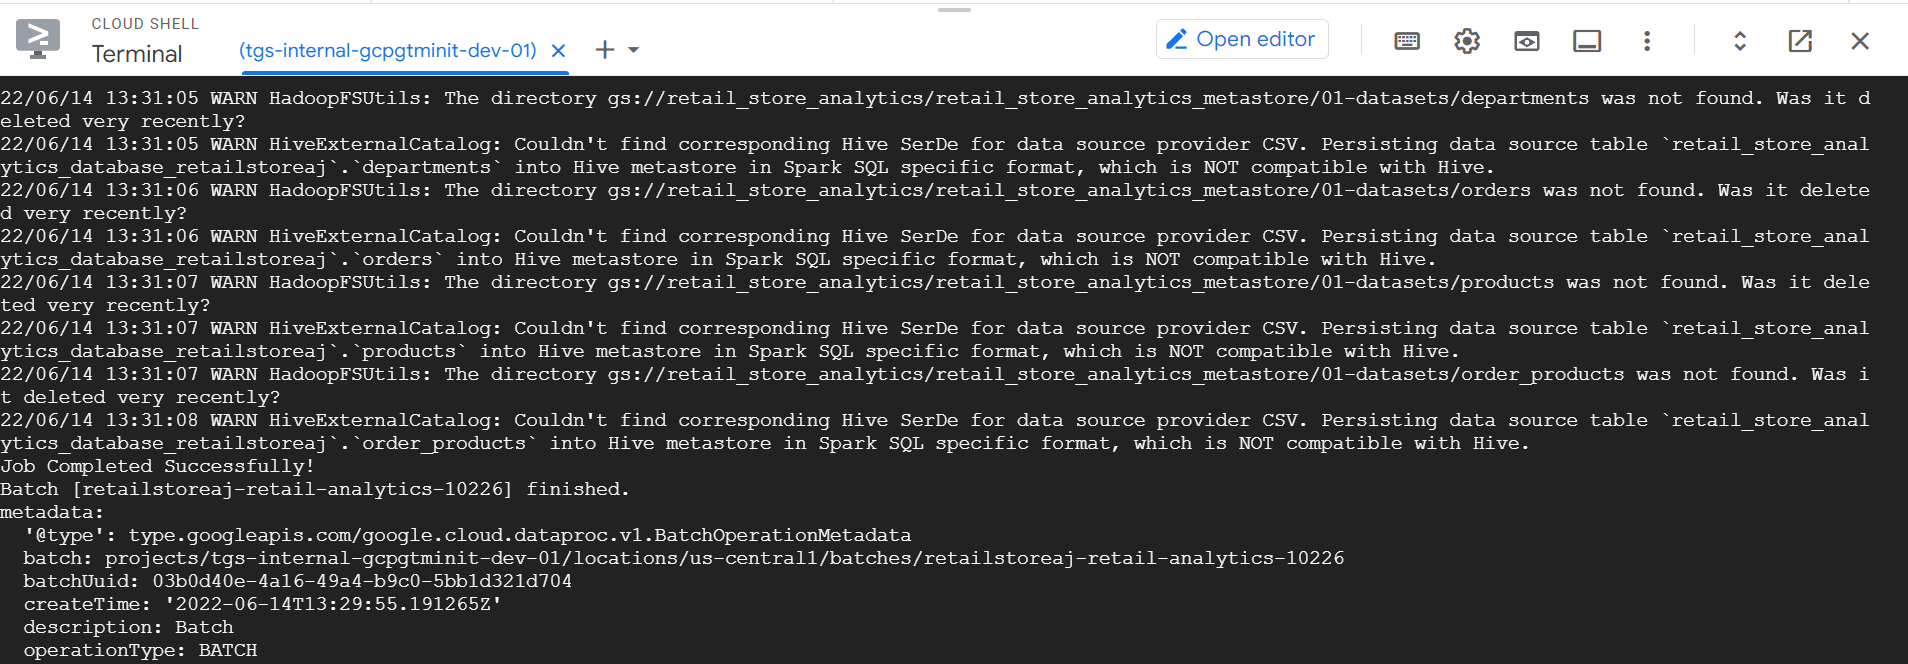 CLOUD SHELL
Terminal
(tgs-internal-gcpgtminit-dev-01)
Open editor
22/06/14 13:31:05 WARN HadoopFSUtils: The directory gs://retail_store_analytics/retail_store_analytics_metastore/01-datasets/departments was not found. Was it d
eleted very recently?
22/06/14 13:31:05 WARN HiveExternalCatalog: Couldn't find corresponding Hive SerDe for data source provider CSV. Persisting data source table `retail_store_anal
ytics_database_retailstoreaj`.`departments` into Hive metastore in Spark SQL specific format, which is NOT compatible with Hive.
22/06/14 13:31:06 WARN HadoopFSUtils: The directory gs://retail_store_analytics/retail_store_analytics_metastore/01-datasets/orders was not found. Was it delete
d very recently?
22/06/14 13:31:06 WARN HiveExternalCatalog: Couldn't find corresponding Hive SerDe for data source provider CSV. Persisting data source table `retail_store_anal
ytics_database_retailstoreaj`.`orders` into Hive metastore in Spark SQL specific format, which is NOT compatible with Hive.
22/06/14 13:31:07 WARN HadoopFSUtils: The directory gs://retail_store_analytics/retail_store_analytics_metastore/01-datasets/products was not found. Was it dele
ted very recently?
22/06/14 13:31:07 WARN HiveExternalCatalog: Couldn't find corresponding Hive SerDe for data source provider CSV. Persisting data source table `retail_store_anal
ytics_database_retailstoreaj`.`products` into Hive metastore in Spark SQL specific format, which is NOT compatible with Hive.
22/06/14 13:31:07 WARN HadoopFSUtils: The directory gs://retail_store_analytics/retail_store_analytics_metastore/01-datasets/order_products was not found. Was i
t deleted very recently?
22/06/14 13:31:08 WARN HiveExternalCatalog: Couldn't find corresponding Hive SerDe for data source provider CSV. Persisting data source table `retail_store_anal
ytics_database_retailstoreaj`.`order_products` into Hive metastore in Spark SQL specific format, which is NOT compatible with Hive.
Job Completed Successfully!
Batch [retailstoreaj-retail-analytics-10226] finished.
metadata:
  '@type': type.googleapis.com/google.cloud.dataproc.v1.BatchOperationMetadata
  batch: projects/tgs-internal-gcpgtminit-dev-01/locations/us-central1/batches/retailstoreaj-retail-analytics-10226
  batchUuid: 03b0d40e-4a16-49a4-b9c0-5bb1d321d704
  createTime: '2022-06-14T13:29:55.191265Z'
  description: Batch
  operationType: BATCH